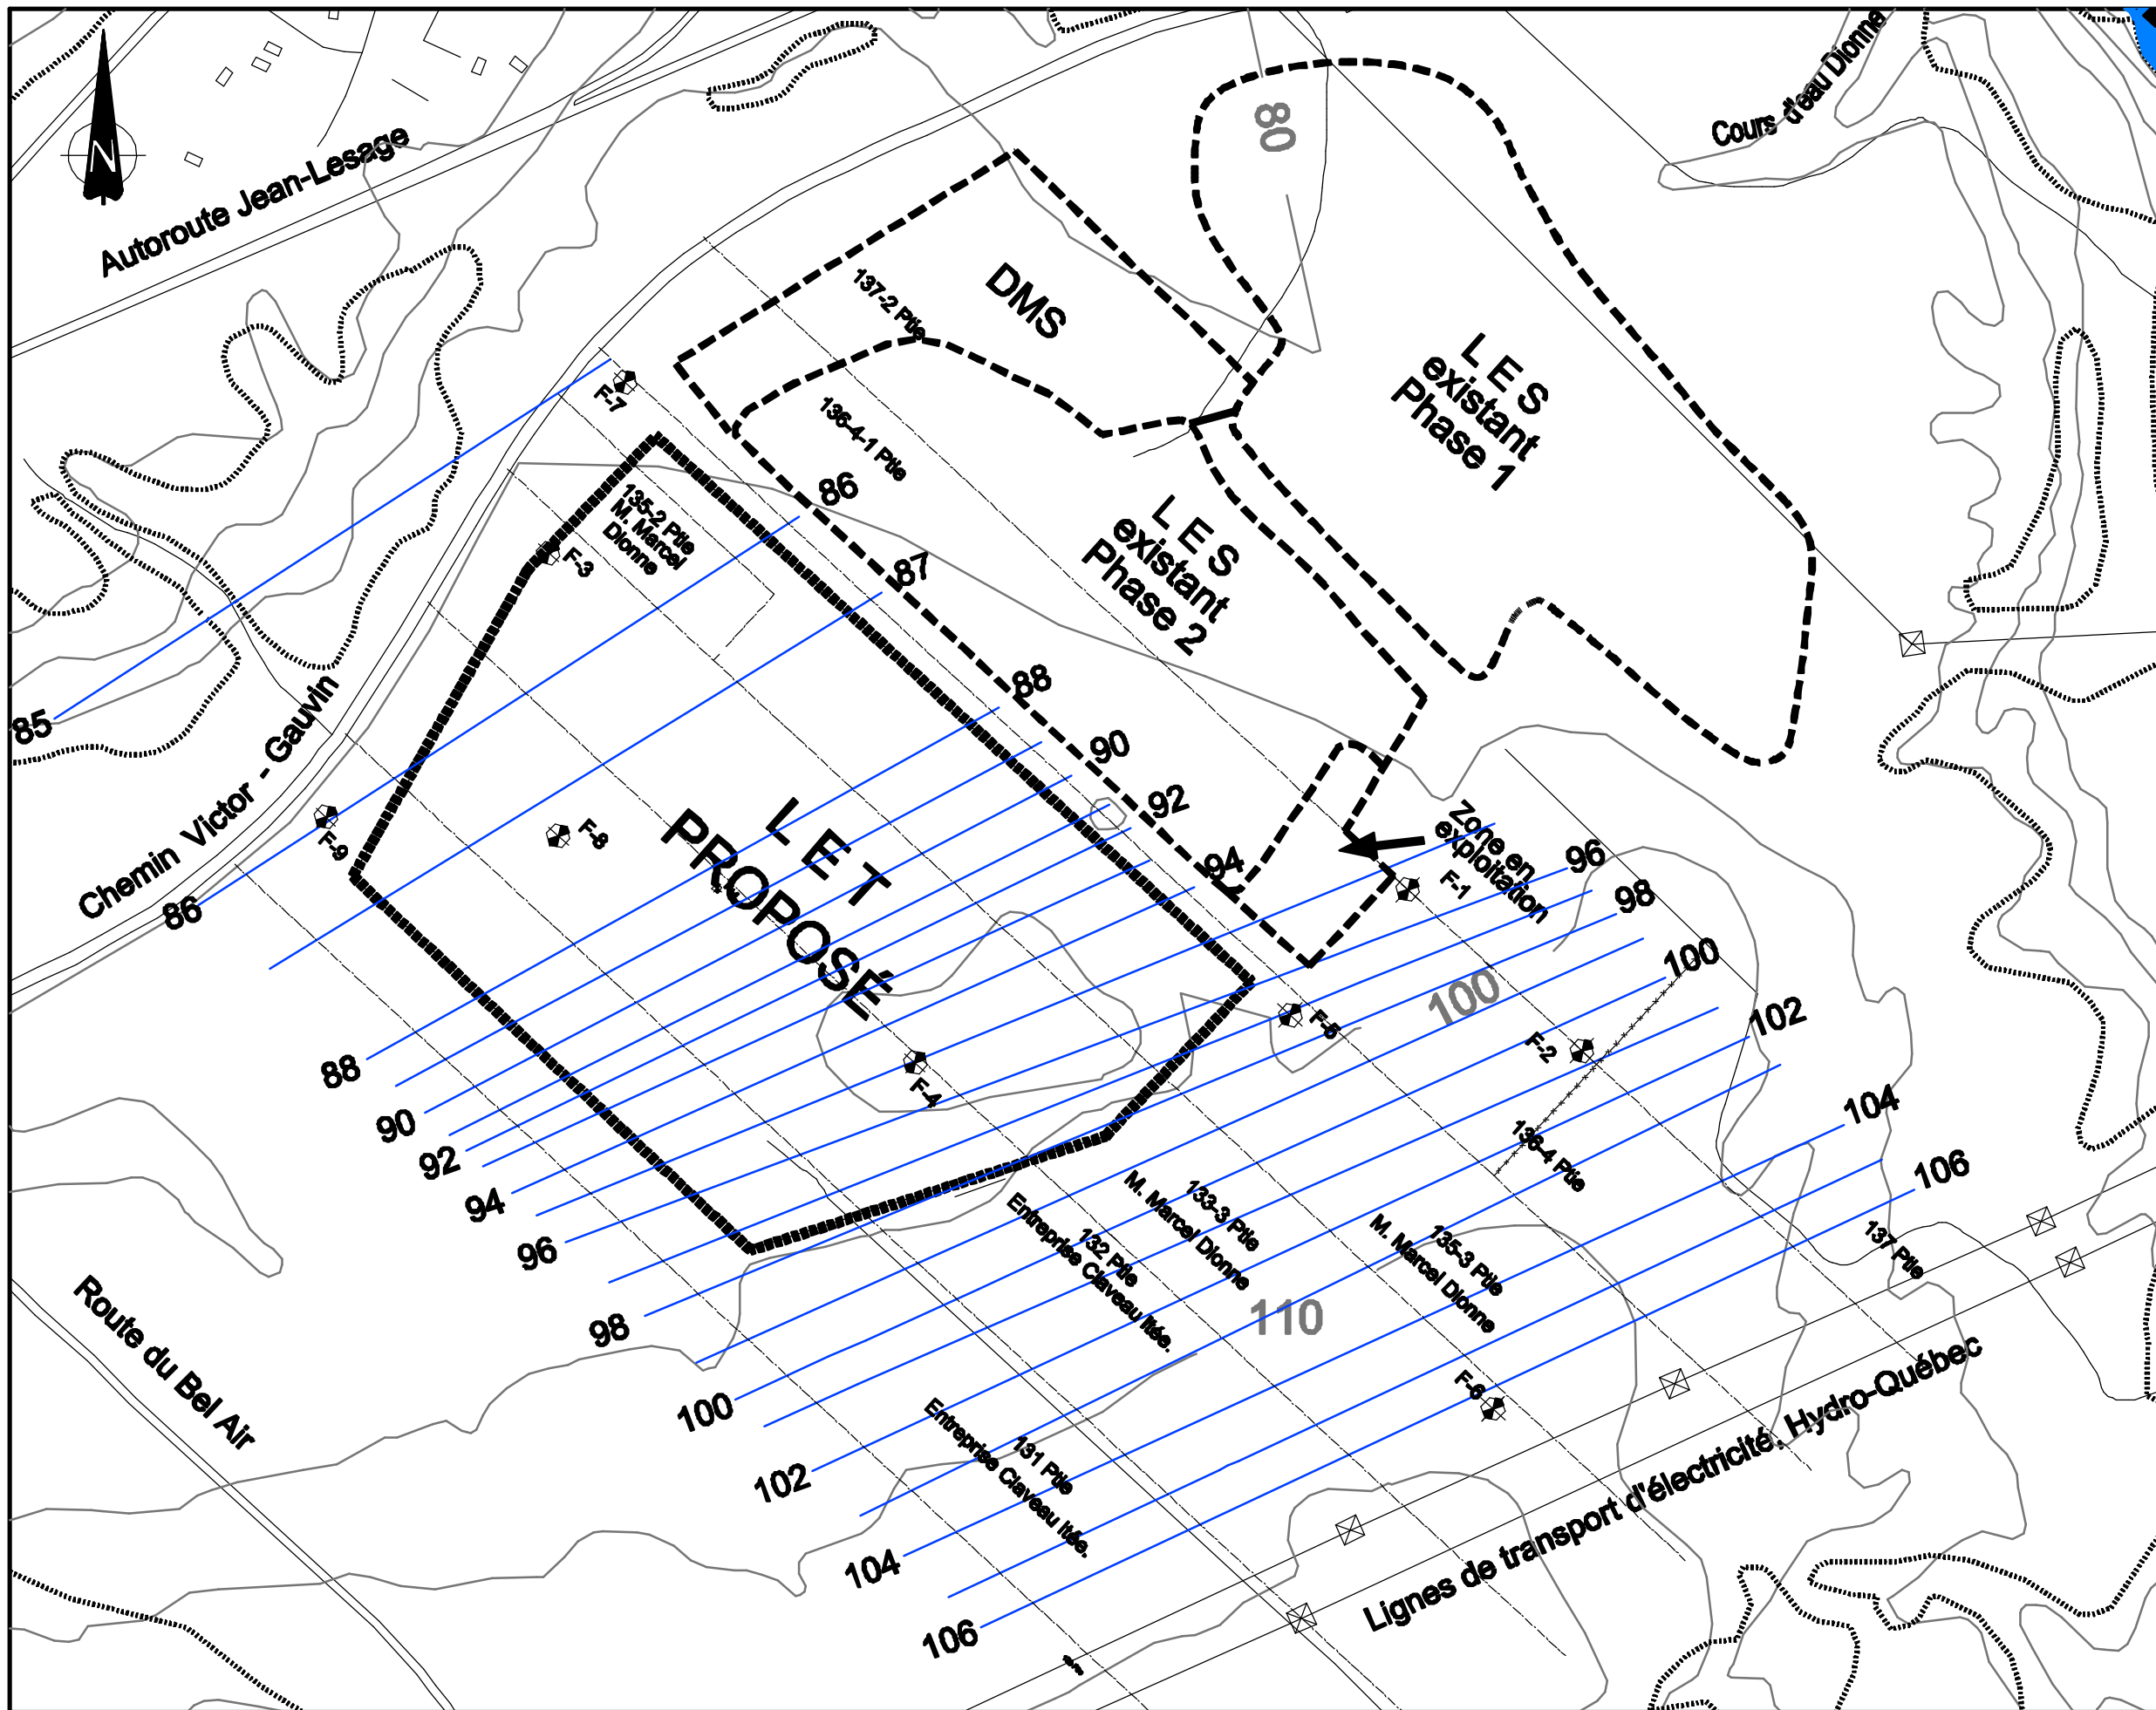 N
Autoroute Jean-Lesage
Cours d'eau Dionne
80
DMS
137-2 Ptie
L E S
existant
Phase 1
F-7
136-4-1 Ptie
86
135-2 Ptie
M. Marcel
Dionne
F-3
87
L E S
existant
Phase 2
85
88
Chemin Victor - Gauvin
90
92
94
Zone en
exploitation
F-1
96
98
L E T
PROPOSÉ
F-8
F-9
86
100
100
F-5
F-2
102
88
F-4
104
90
92
136-4 Ptie
106
94
133-3 Ptie
M. Marcel Dionne
132 Ptie
Entreprise Claveau ltée.
135-3 Ptie
M. Marcel Dionne
137 Ptie
96
98
110
Route du Bel Air
F-6
100
131 Ptie
Entreprise Claveau ltée.
102
104
106
Lignes de transport d'électricité, Hydro-Québec